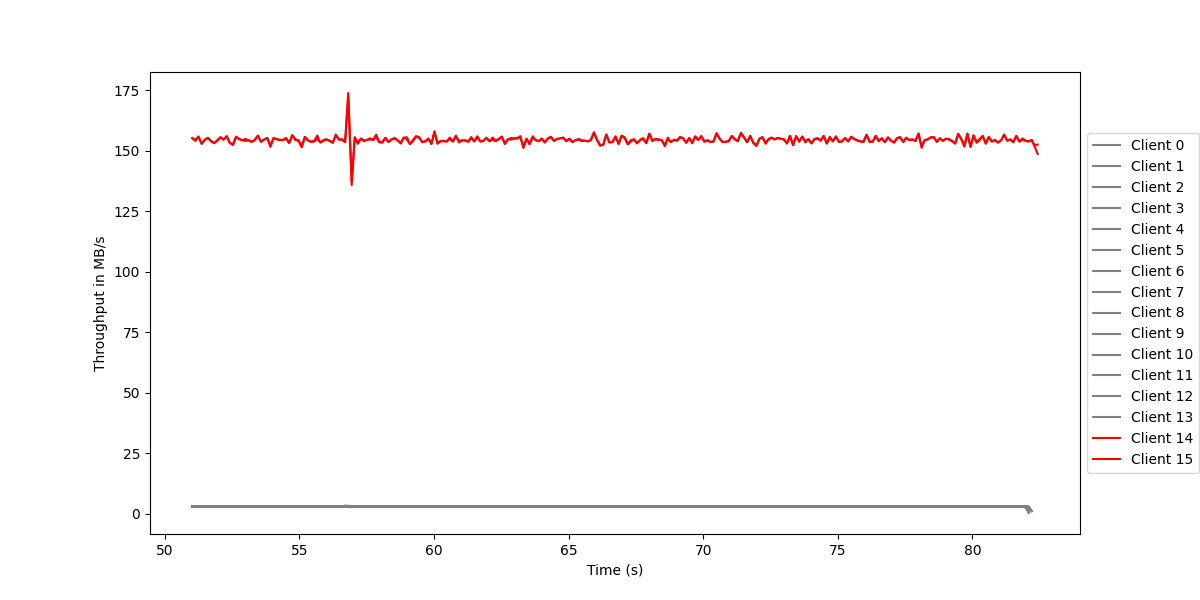 175
150
125
100
75
50
25
0
Throughput in MB/s
50 55 60 65 70 75 80
Time (s)
Client 0
Client 1
Client 2
Client 3
Client 4
Client 5
Client 6
Client 7
Client 8
Client 9
Client 10
Client 11
Client 12
Client 13
Client 14
Client 15